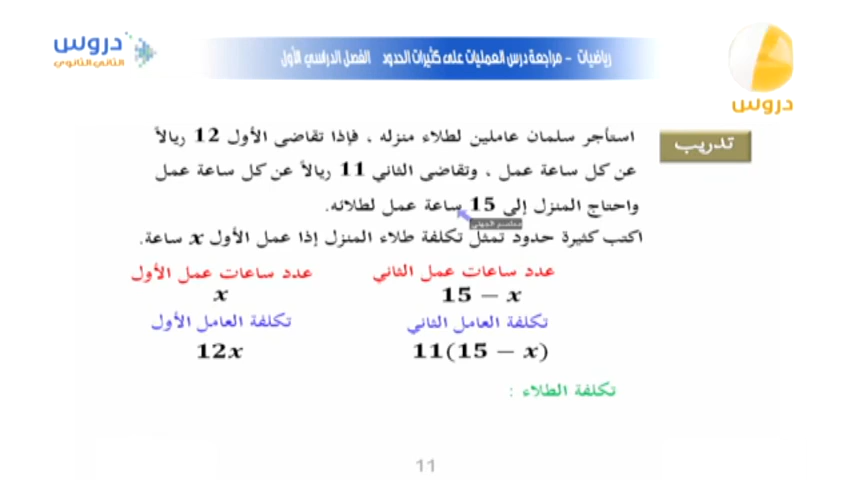 دروس
الثاني الثانوي
رياضيات - مراجعة درس العمليات على كثيرات الحدود الفصل الدراسي الأول
دروس
تدريب
استأجر سلمان عاملين لطلاء منزله ، فإذا تقاضى الأول 12 ريالاً
عن كل ساعة عمل ، وتقاضى الثاني 11 ريالاً عن كل ساعة عمل
واحتاج المنزل إلى 15 ساعة عمل لطلائه.
اكتب كثيرة حدود تمثل تكلفة طلاء المنزل إذا عمل الأول x ساعة.
عدد ساعات عمل الثاني عدد ساعات عمل الأول
15 − x x
تكلفة العامل الثاني تكلفة العامل الأول
11(15 − x) 12x
تكلفة الطلاء :
11